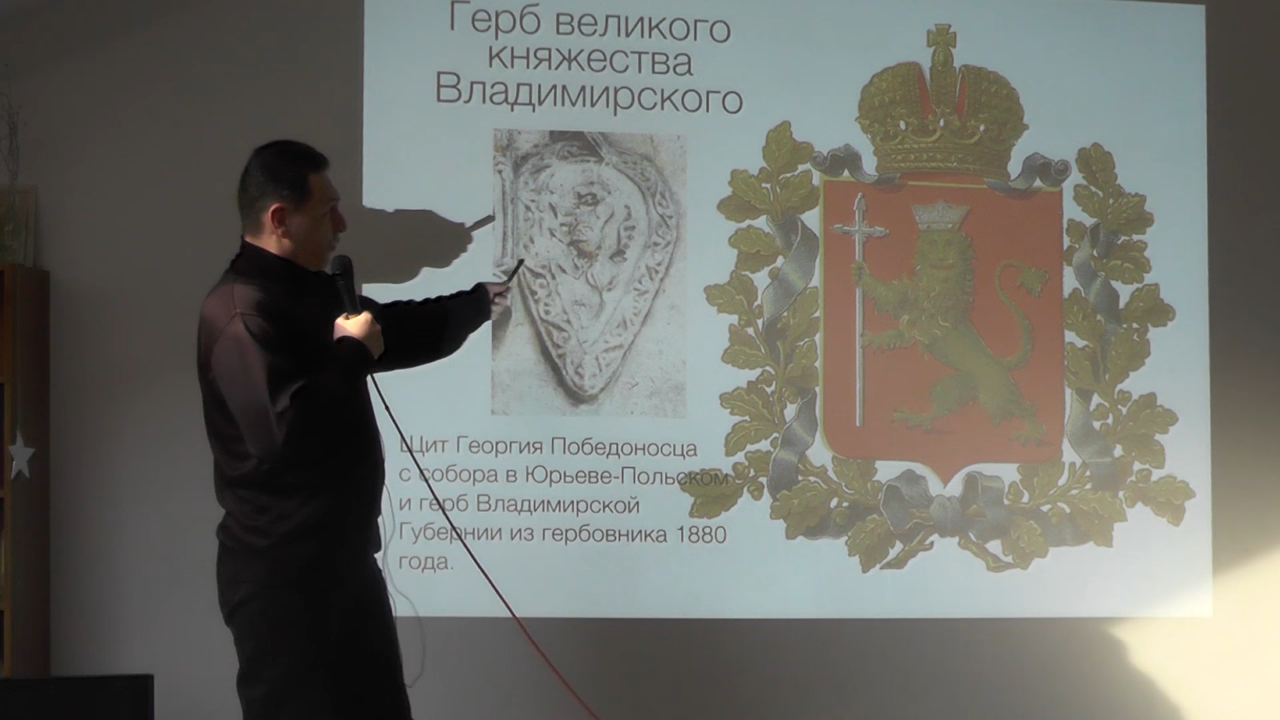 Герб великого
княжества
Владимирского
Щит Георгия Победоносца
с собора в Юрьеве-Польском
и герб Владимирской
Губернии из гербовника 1880
года.